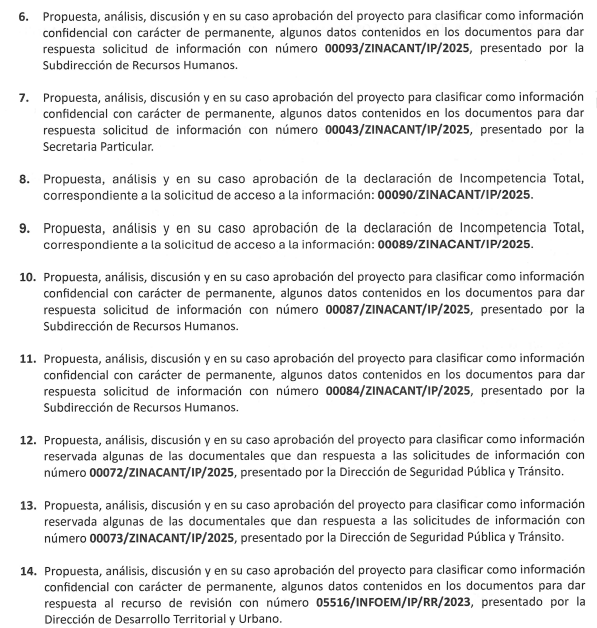 6. Propuesta, análisis, discusión y en su caso aprobación del proyecto para clasificar como información
confidencial con carácter de permanente, algunos datos contenidos en los documentos para dar
respuesta solicitud de información con número 00093/ZINACANT/IP/2025, presentado por la
Subdirección de Recursos Humanos.
7. Propuesta, análisis, discusión y en su caso aprobación del proyecto para clasificar como información
confidencial con carácter de permanente, algunos datos contenidos en los documentos para dar
respuesta solicitud de información con número 00043/ZINACANT/IP/2025, presentado por la
Secretaria Particular.
8. Propuesta, análisis y en su caso aprobación de la declaración de Incompetencia Total,
correspondiente a la solicitud de acceso a la información: 00090/ZINACANT/IP/2025.
9. Propuesta, análisis y en su caso aprobación de la declaración de Incompetencia Total,
correspondiente a la solicitud de acceso a la información: 00089/ZINACANT/IP/2025.
10. Propuesta, análisis, discusión y en su caso aprobación del proyecto para clasificar como información
confidencial con carácter de permanente, algunos datos contenidos en los documentos para dar
respuesta solicitud de información con número 00087/ZINACANT/IP/2025, presentado por la
Subdirección de Recursos Humanos.
11. Propuesta, análisis, discusión y en su caso aprobación del proyecto para clasificar como información
confidencial con carácter de permanente, algunos datos contenidos en los documentos para dar
respuesta solicitud de información con número 00084/ZINACANT/IP/2025, presentado por la
Subdirección de Recursos Humanos.
12. Propuesta, análisis, discusión y en su caso aprobación del proyecto para clasificar como información
reservada algunas de las documentales que dan respuesta a las solicitudes de información con
número 00072/ZINACANT/IP/2025, presentado por la Dirección de Seguridad Pública y Tránsito.
13. Propuesta, análisis, discusión y en su caso aprobación del proyecto para clasificar como información
reservada algunas de las documentales que dan respuesta a las solicitudes de información con
número 00073/ZINACANT/IP/2025, presentado por la Dirección de Seguridad Pública y Tránsito.
14. Propuesta, análisis, discusión y en su caso aprobación del proyecto para clasificar como información
confidencial con carácter de permanente, algunos datos contenidos en los documentos para dar
respuesta al recurso de revisión con número 05516/INFOEM/IP/RR/2023, presentado por la
Dirección de Desarrollo Territorial y Urbano.